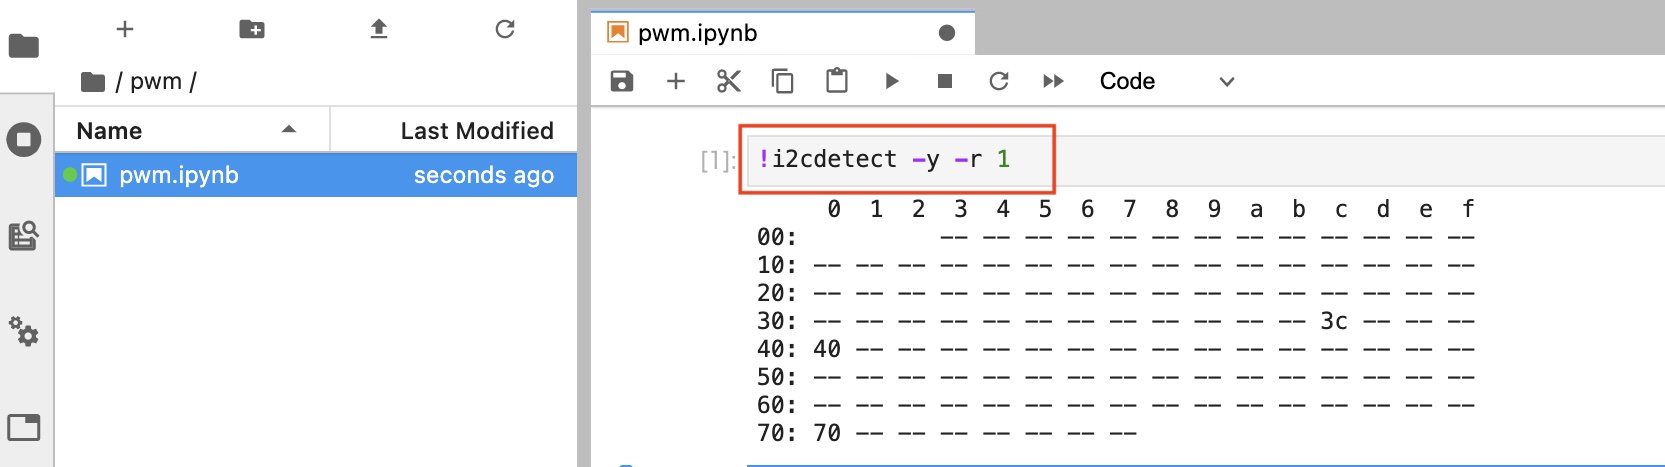 / pwm /
Name Last Modified
pwm.ipynb seconds ago
pwm.ipynb
Code
[1]: !i2cdetect -y -r 1
0 1 2 3 4 5 6 7 8 9 a b c d e f
00: -- -- -- -- -- -- -- -- -- -- -- -- --
10: -- -- -- -- -- -- -- -- -- -- -- -- -- -- -- --
20: -- -- -- -- -- -- -- -- -- -- -- -- -- -- -- --
30: -- -- -- -- -- -- -- -- -- -- -- -- 3c -- -- --
40: 40 -- -- -- -- -- -- -- -- -- -- -- -- -- -- --
50: -- -- -- -- -- -- -- -- -- -- -- -- -- -- -- --
60: -- -- -- -- -- -- -- -- -- -- -- -- -- -- -- --
70: 70 -- -- -- -- -- -- --